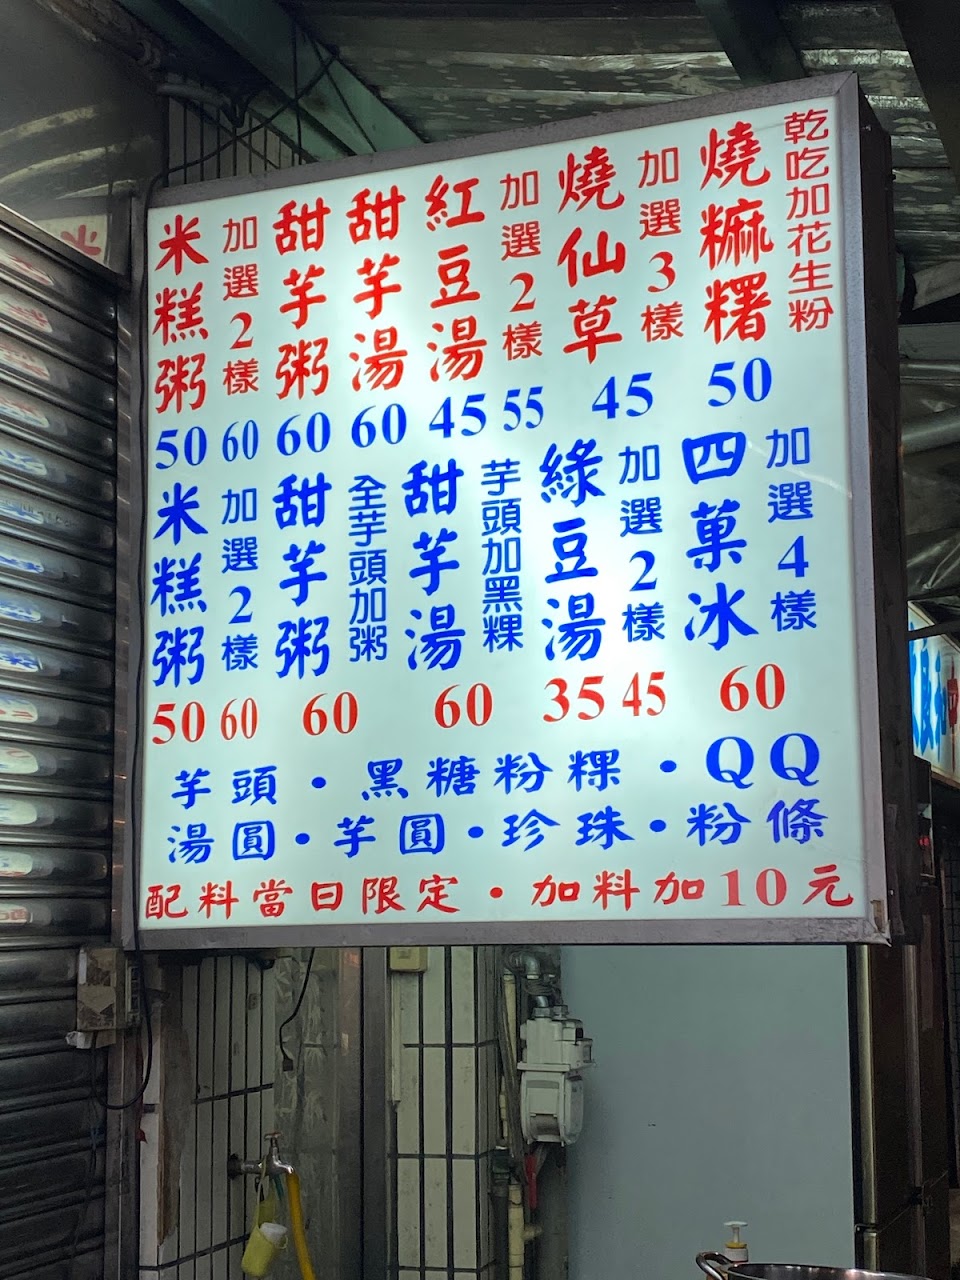 乾吃加花生粉
燒䊳糬
50
加選3樣
燒仙草
45
加選2樣
55
紅豆湯
45
甜芋湯
60
甜芋粥
60
加選2樣
60
米糕粥
50
加選4樣
四菓冰
60
加選2樣
45
綠豆湯
35
芋頭加黑粿
甜芋湯
60
全芋頭加粥
甜芋粥
60
加選2樣
60
米糕粥
50
芋頭·黑糖粉粿·QQ
湯圓·芋圓·珍珠·粉條
配料當日限定·加料加10元